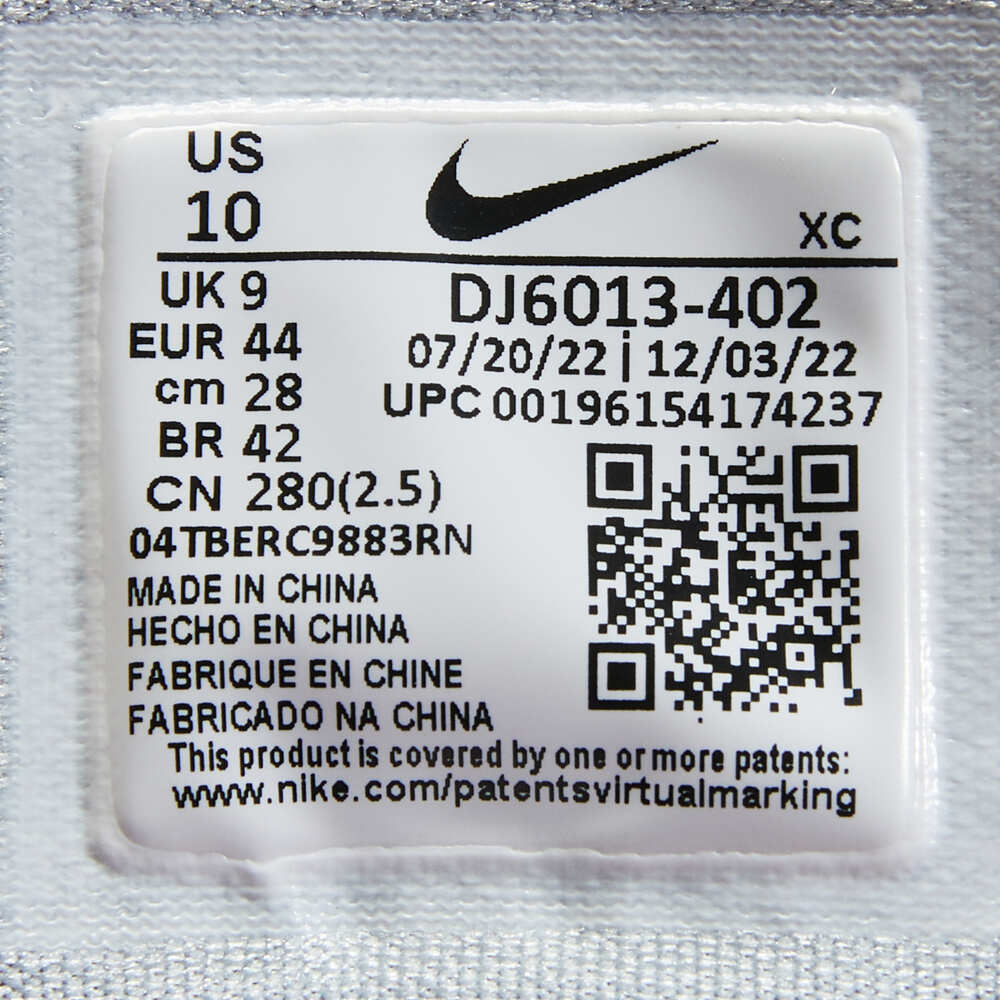 US
10
XC
UK 9
EUR 44
cm 28
BR 42
CN 280(2.5)
DJ6013-402
07/20/22 | 12/03/22
UPC 00196154174237
04TBERC9883RN
MADE IN CHINA
HECHO EN CHINA
FABRIQUE EN CHINE
FABRICADO NA CHINA
This product is covered by one or more patents:
www.nike.com/patentsvirtualmarking